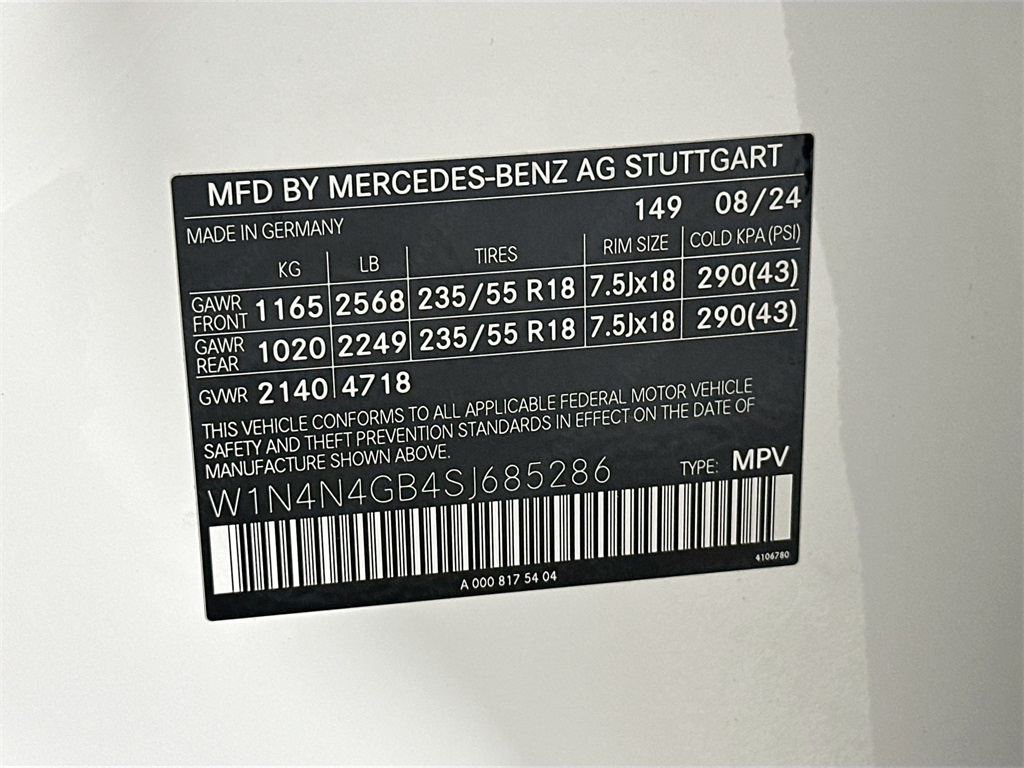 MFD BY MERCEDES-BENZ AG STUTTGART
MADE IN GERMANY 149 08/24
KG LB TIRES RIM SIZE COLD KPA (PSI)
GAWR FRONT 1165 2568 235/55 R18 7.5Jx18 290(43)
GAWR REAR 1020 2249 235/55 R18 7.5Jx18 290(43)
GVWR 2140 4718
THIS VEHICLE CONFORMS TO ALL APPLICABLE FEDERAL MOTOR VEHICLE
SAFETY AND THEFT PREVENTION STANDARDS IN EFFECT ON THE DATE OF
MANUFACTURE SHOWN ABOVE.
W1N4N4GB4SJ685286 TYPE: MPV
A 000 817 54 04 4106780